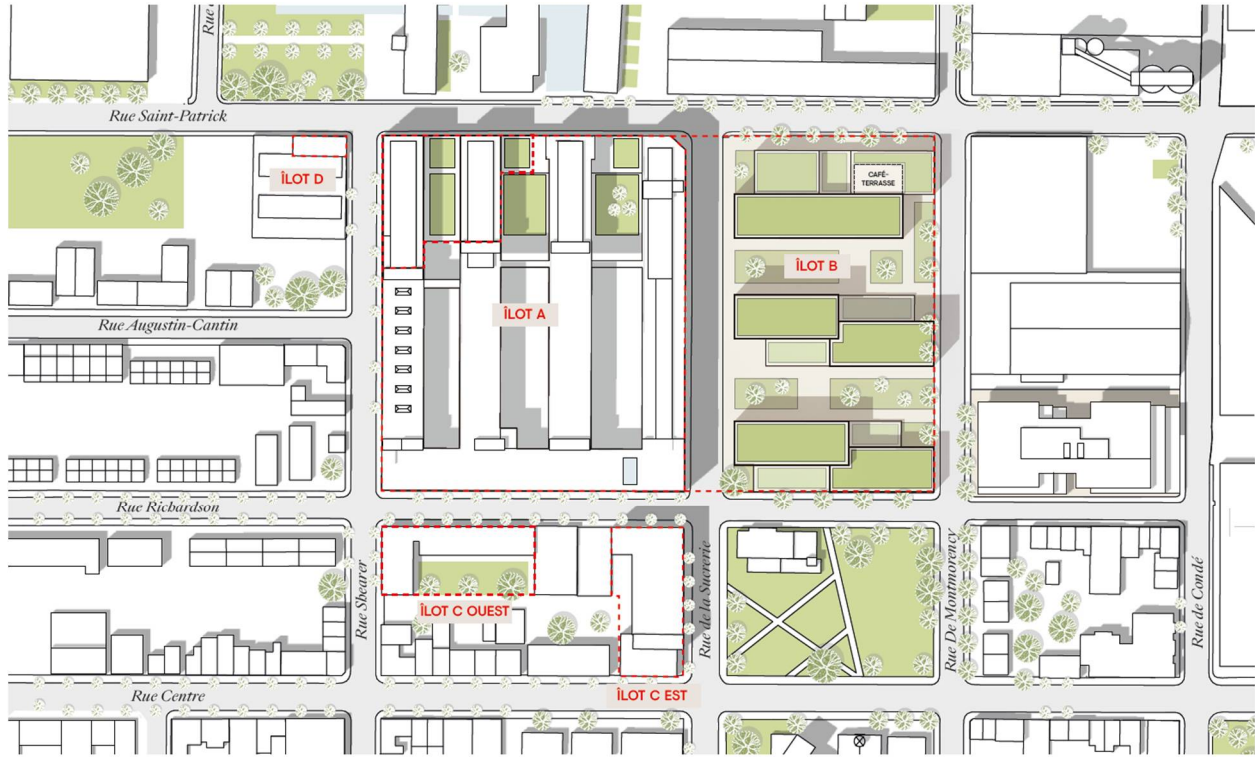 Rue Saint-Patrick
ÎLOT D
CAFÉ-
TERRASSE
ÎLOT B
ÎLOT A
Rue Augustin-Cantin
Rue Richardson
Rue Shearer
Rue de la Sucrerie
Rue De Montmorency
Rue de Condé
ÎLOT C OUEST
Rue Centre
ÎLOT C EST